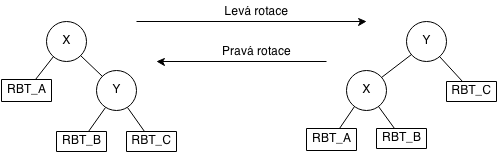 Levá rotace
X
Y
Pravá rotace
RBT_A
Y
X
RBT_C
RBT_B
RBT_C
RBT_A
RBT_B